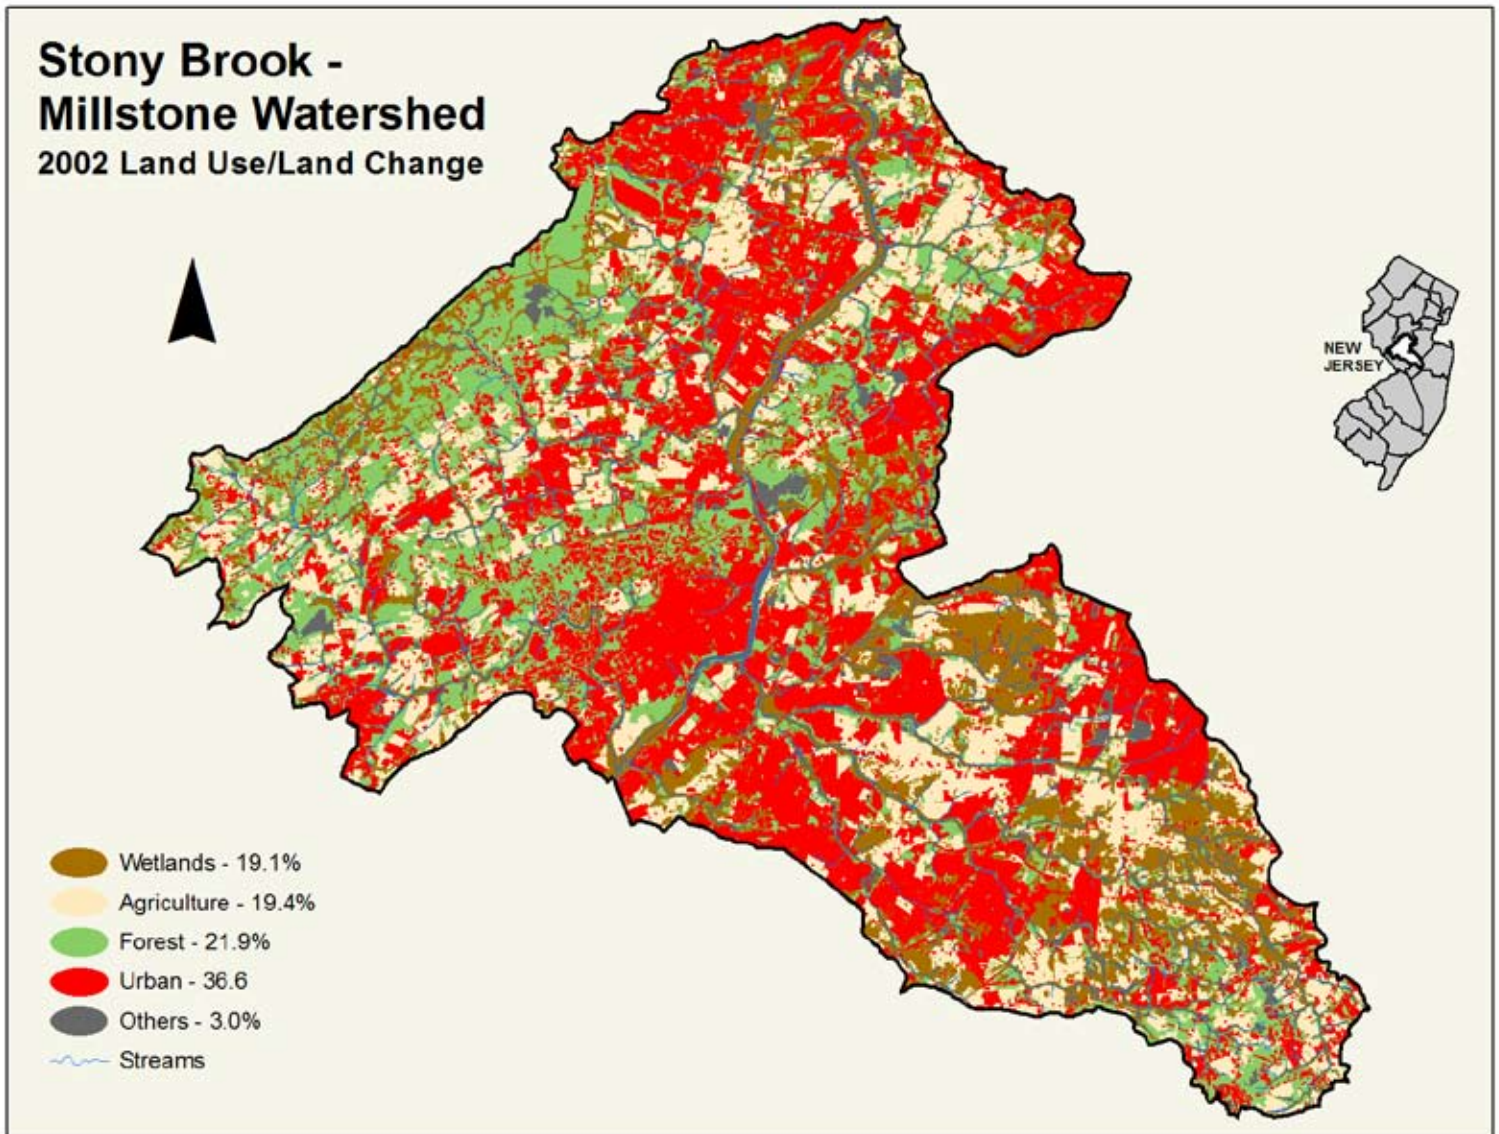 Stony Brook -
Millstone Watershed
2002 Land Use/Land Change
NEW
JERSEY
Wetlands - 19.1%
Agriculture - 19.4%
Forest - 21.9%
Urban - 36.6
Others - 3.0%
Streams